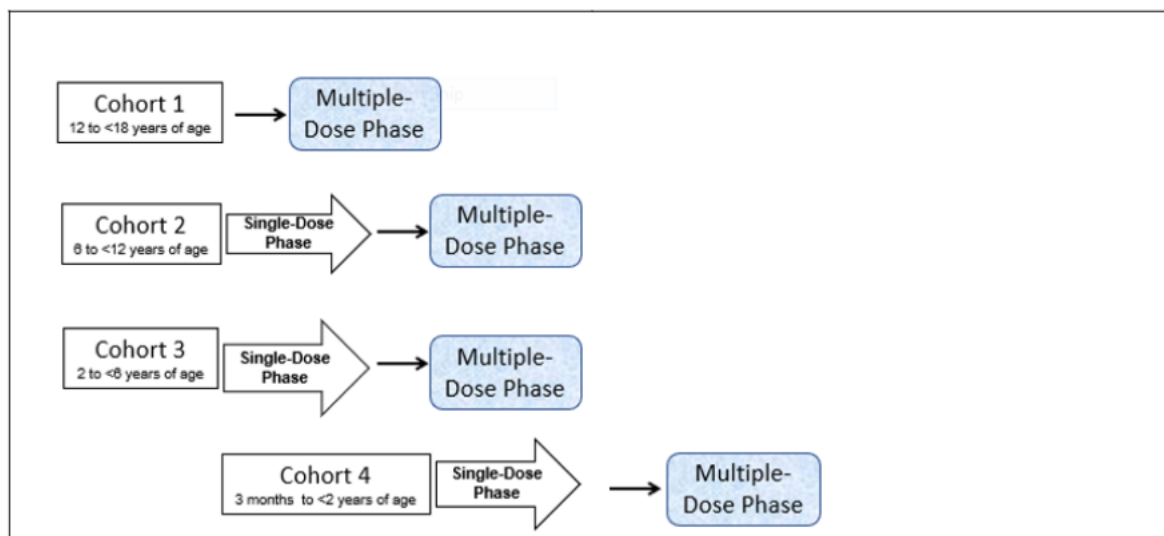 Cohort 1
12 to <18 years of age
Multiple-
Dose Phase
Cohort 2
6 to <12 years of age
Single-Dose
Phase
Multiple-
Dose Phase
Cohort 3
2 to <6 years of age
Single-Dose
Phase
Multiple-
Dose Phase
Cohort 4
3 months to <2 years of age
Single-Dose
Phase
Multiple-
Dose Phase